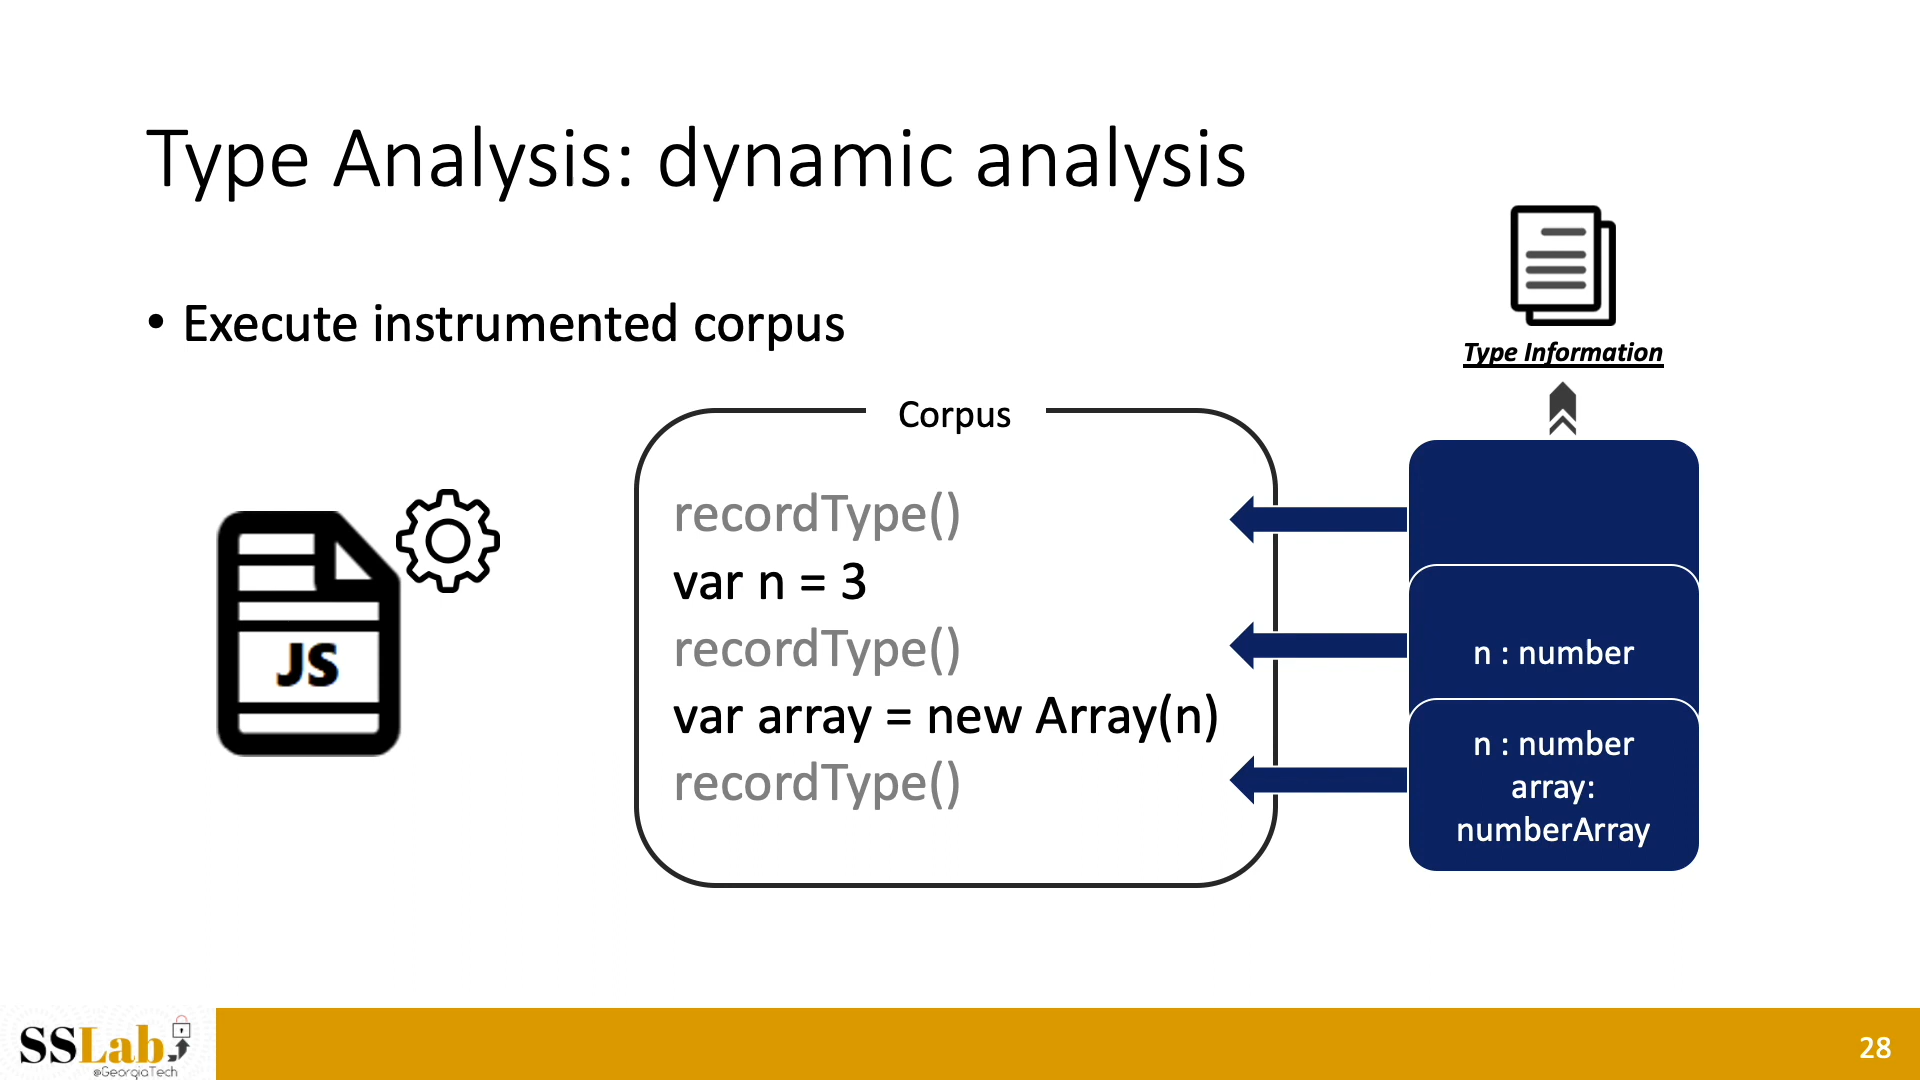 Type Analysis: dynamic analysis
• Execute instrumented corpus
Type Information
Corpus
recordType()
var n = 3
recordType()
var array = new Array(n)
recordType()
n : number
n : number
array:
numberArray
JS
SSLab
@GeorgiaTech
28